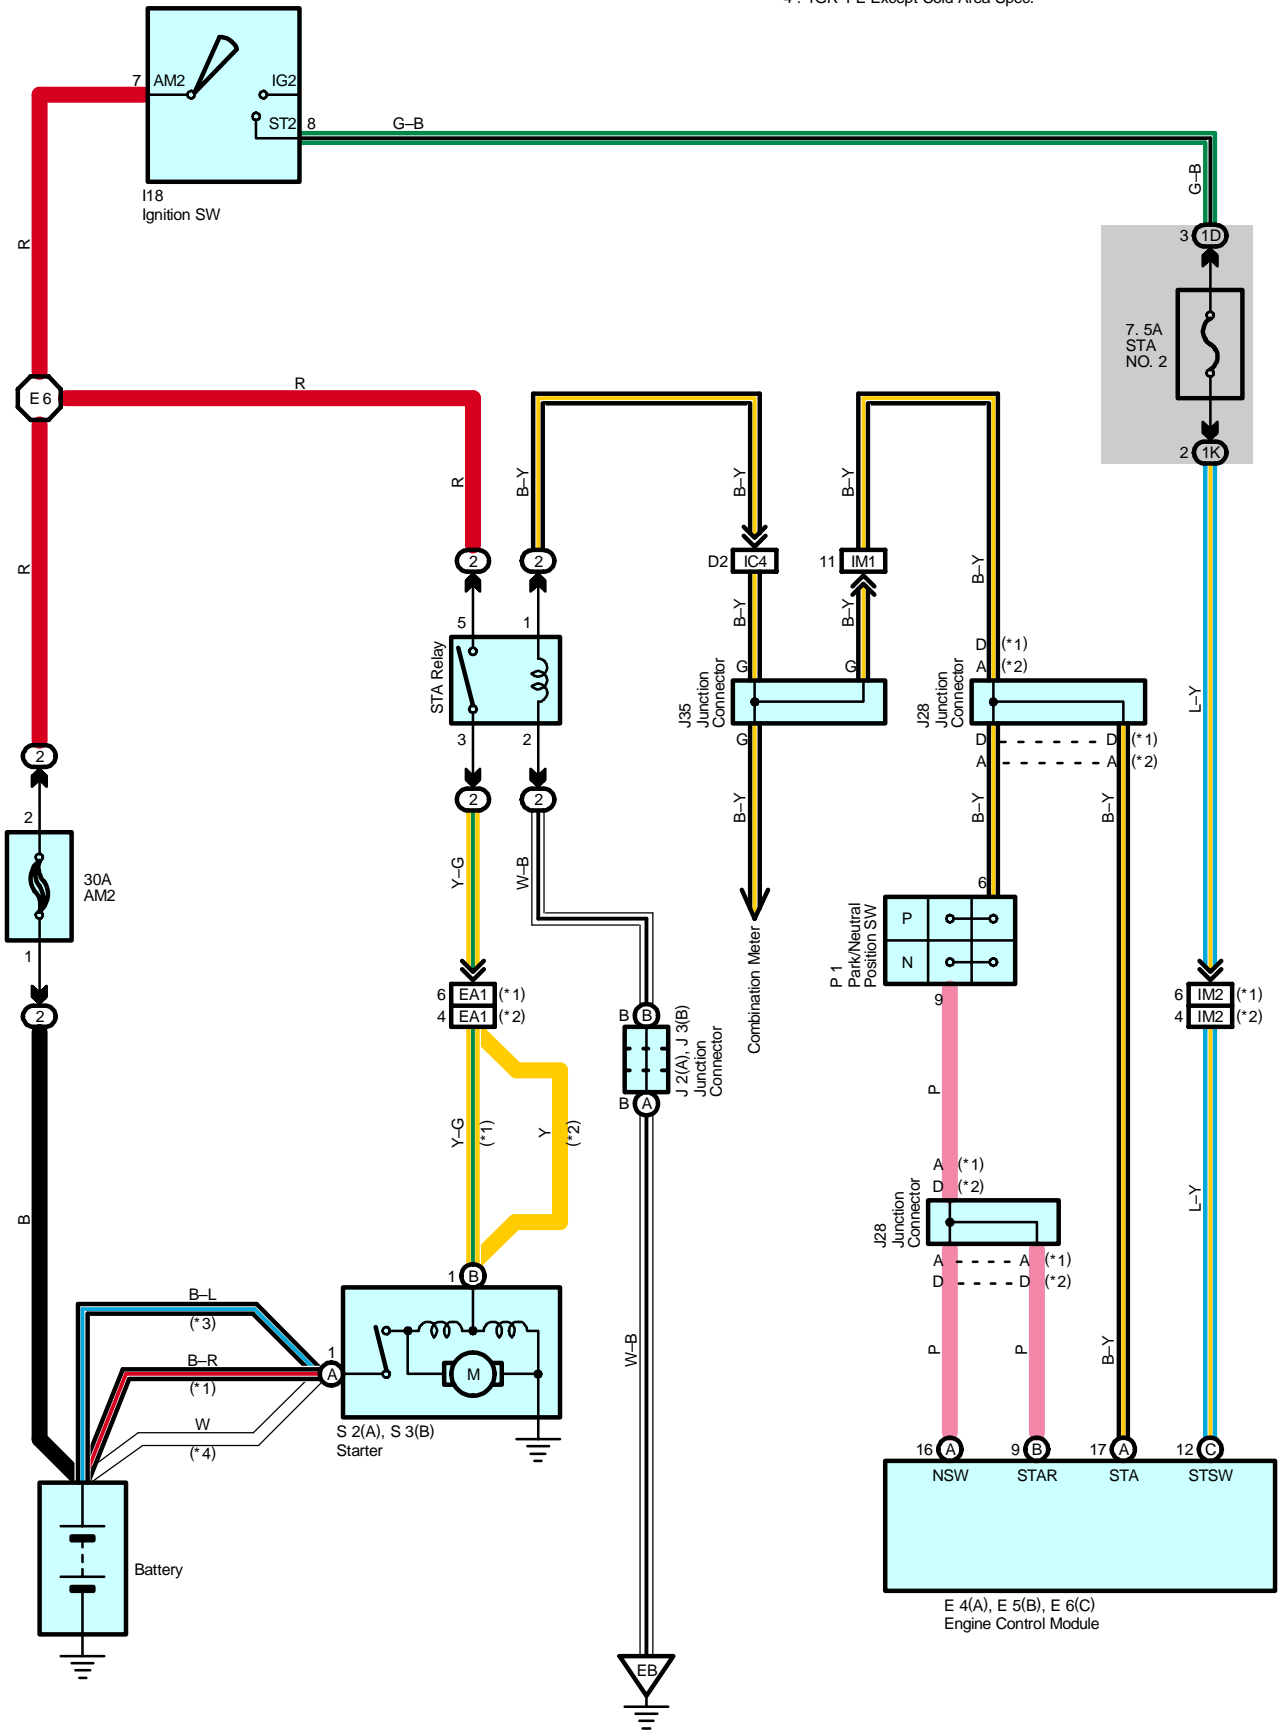 7
AM2
IG2
ST2
8
G–B
I18
Ignition SW
R
G–B
3
1D
7. 5A
STA
NO. 2
2
1K
E 6
R
R
R
B–Y
B–Y
B–Y
B–Y
2
2
D2
IC4
11
IM1
5
1
B–Y
B–Y
STA Relay
3
2
2
2
G
G
J35
Junction
Connector
G
D
(*1)
A
(*2)
J28
Junction
Connector
D
D
(*1)
A
A
(*2)
L–Y
2
2
30A
AM2
1
2
Y–G
W–B
B–Y
B–Y
B–Y
6
P
N
P 1
Park/Neutral
Position SW
9
Combination Meter
6
EA1
(*1)
4
EA1
(*2)
B
B
J 2(A), J 3(B)
Junction
Connector
B
A
6
IM2
(*1)
4
IM2
(*2)
P
Y–G
(*1)
Y
(*2)
A
(*1)
D
(*2)
J28
Junction
Connector
A
A
(*1)
D
D
(*2)
L–Y
B
1
B
B–L
(*3)
1
A
B–R
(*1)
W
(*4)
M
S 2(A), S 3(B)
Starter
W–B
P
P
B–Y
16
A
9
B
17
A
12
C
NSW
STAR
STA
STSW
Battery
E 4(A), E 5(B), E 6(C)
Engine Control Module
EB